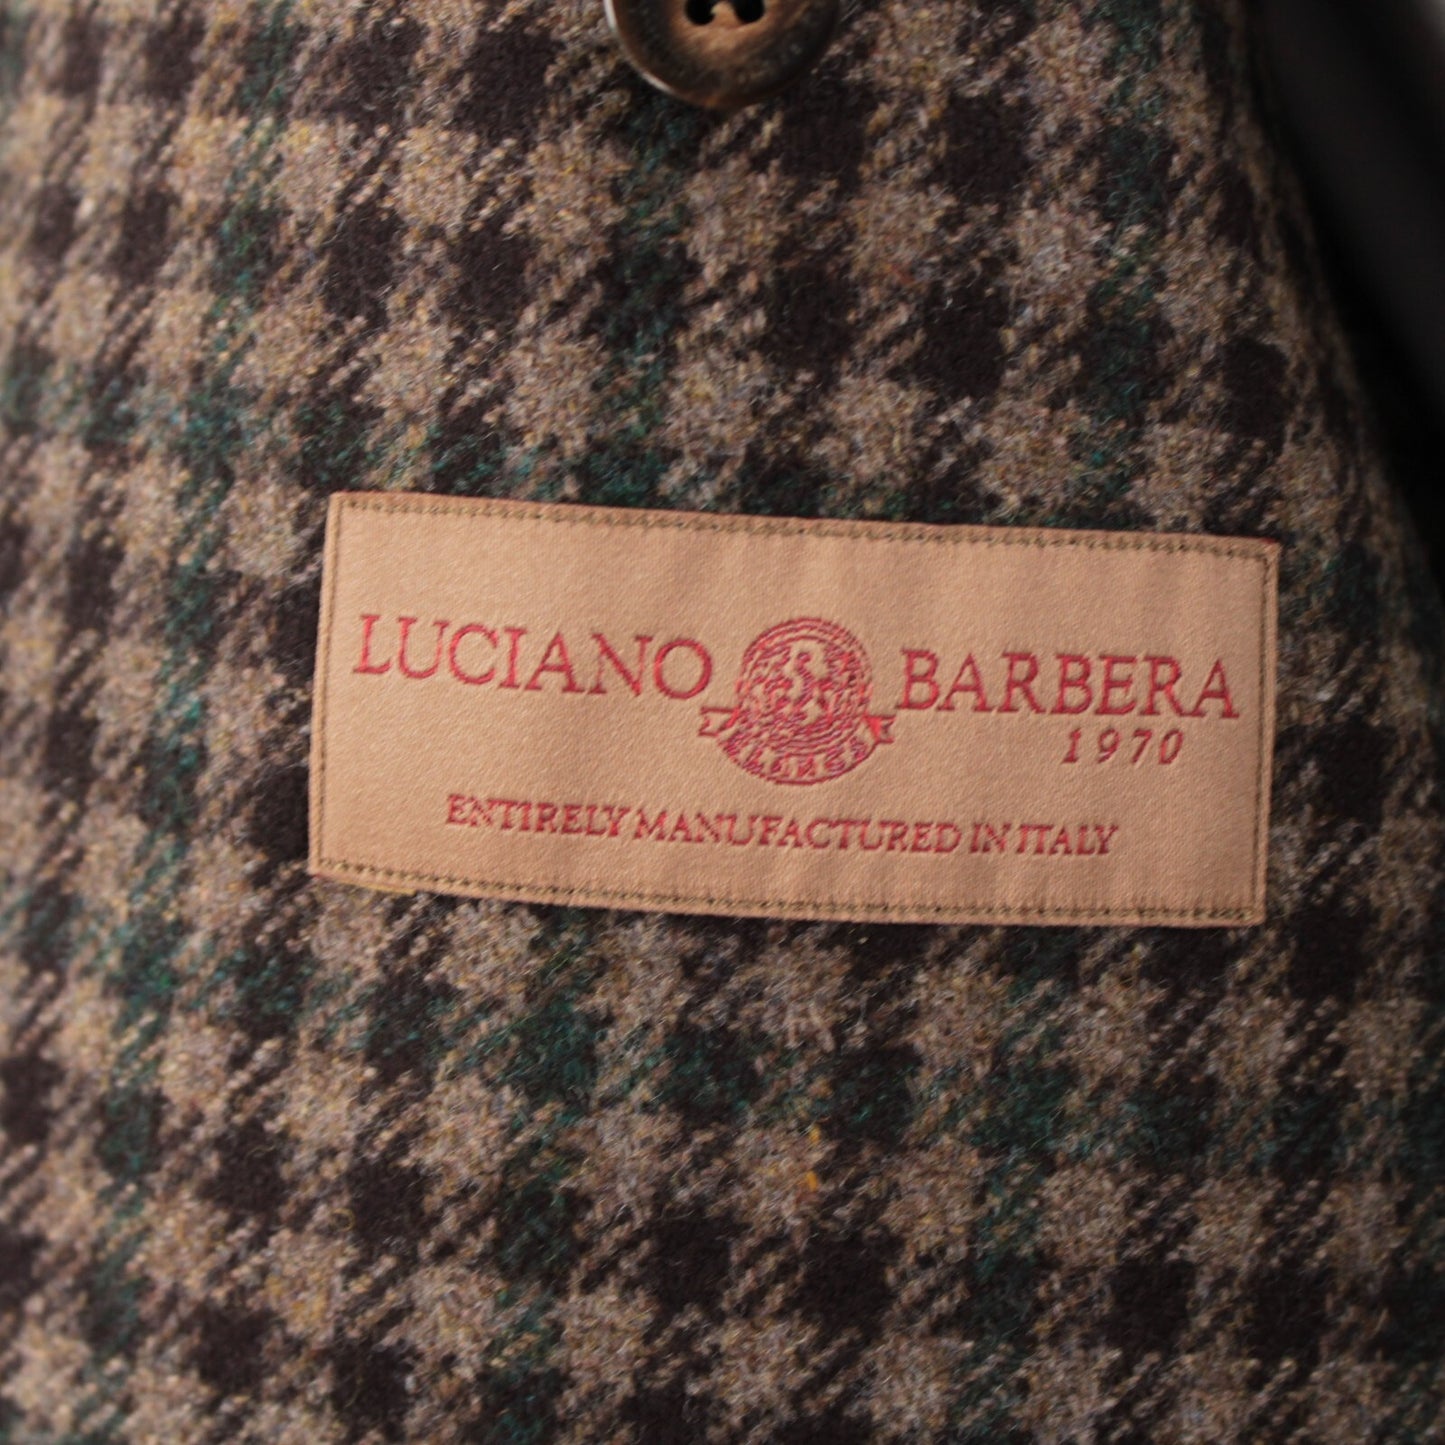 LUCIANO BARBERA
1970
ENTIRELY MANUFACTURED IN ITALY